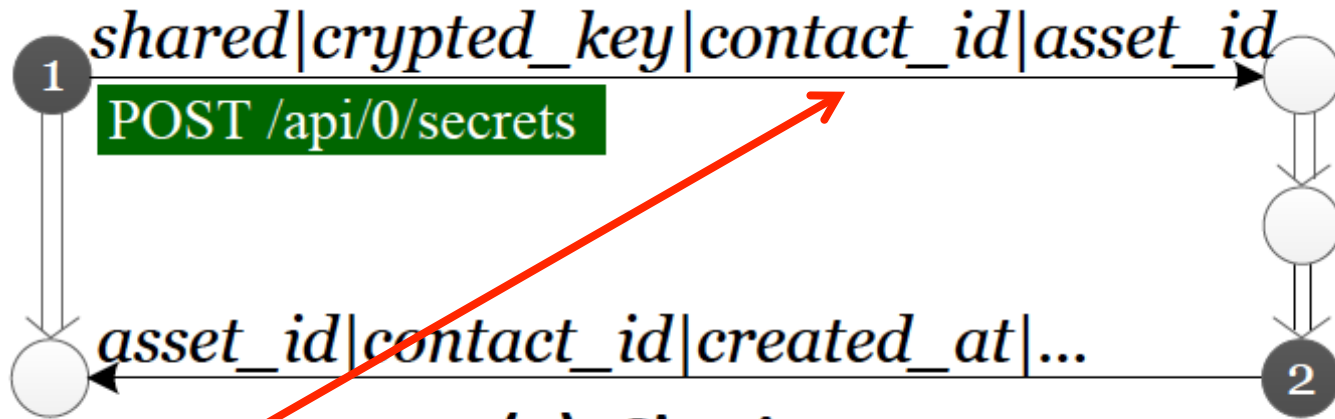 shared|crypted_key|contact_id|asset_id
1
POST /api/0/secrets
asset_id|contact_id|created_at|...
2